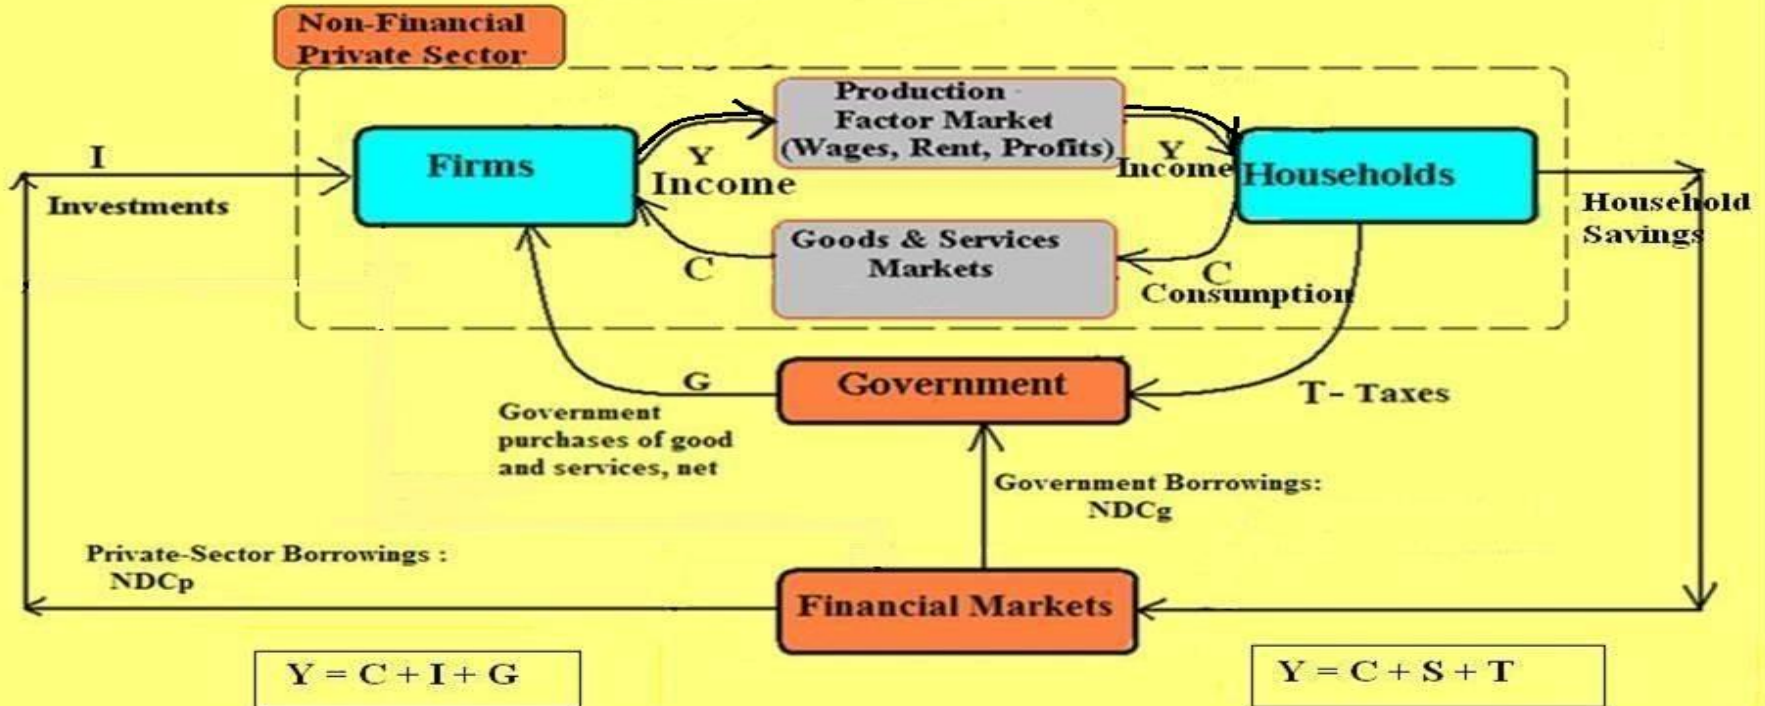 Non-Financial
Private Sector
Production
Factor Market
(Wages, Rent, Profits)
Firms
Y
Income
Y
Income
Households
I
Investments
Household
Savings
Goods & Services
Markets
C
C
Consumption
Government
G
Government
purchases of good
and services, net
T - Taxes
Government Borrowings:
NDCg
Private-Sector Borrowings :
NDCp
Financial Markets
Y = C + I + G
Y = C + S + T